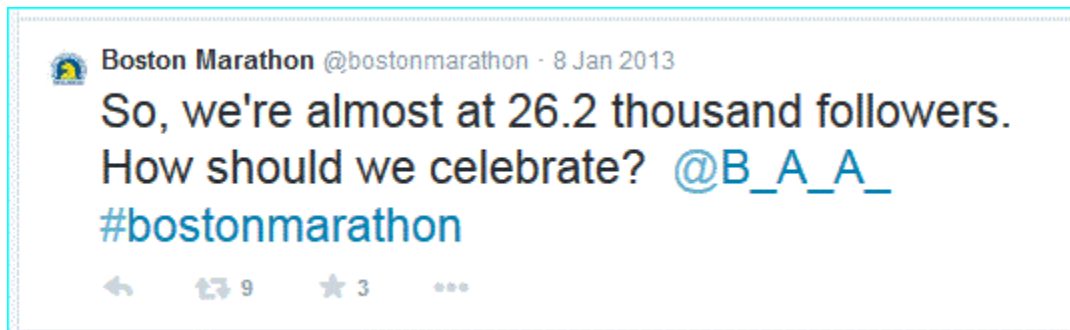 Boston Marathon @bostonmarathon · 8 Jan 2013
So, we're almost at 26.2 thousand followers.
How should we celebrate? @B_A_A_
#bostonmarathon
9 3